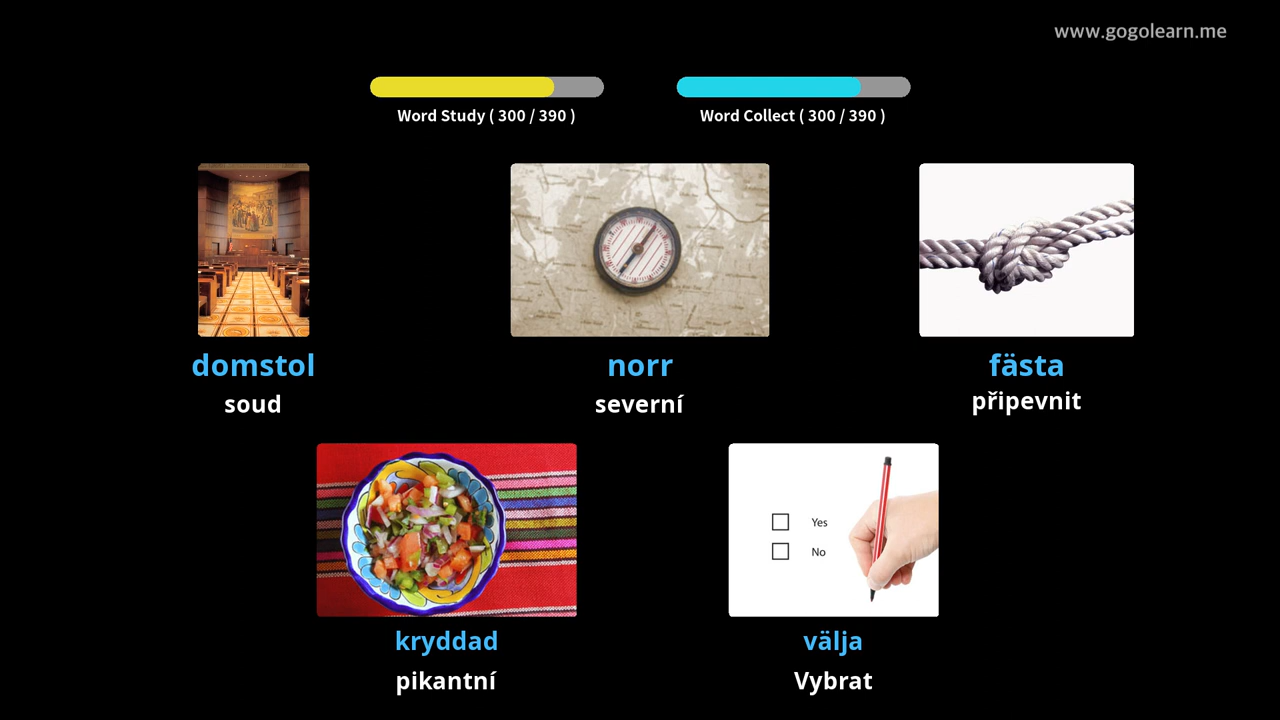 www.gogolearn.me
Word Study ( 300 / 390 )
Word Collect ( 300 / 390 )
domstol
soud
norr
severní
fästa
připevnit
kryddad
pikantní
Yes
No
välja
Vybrat